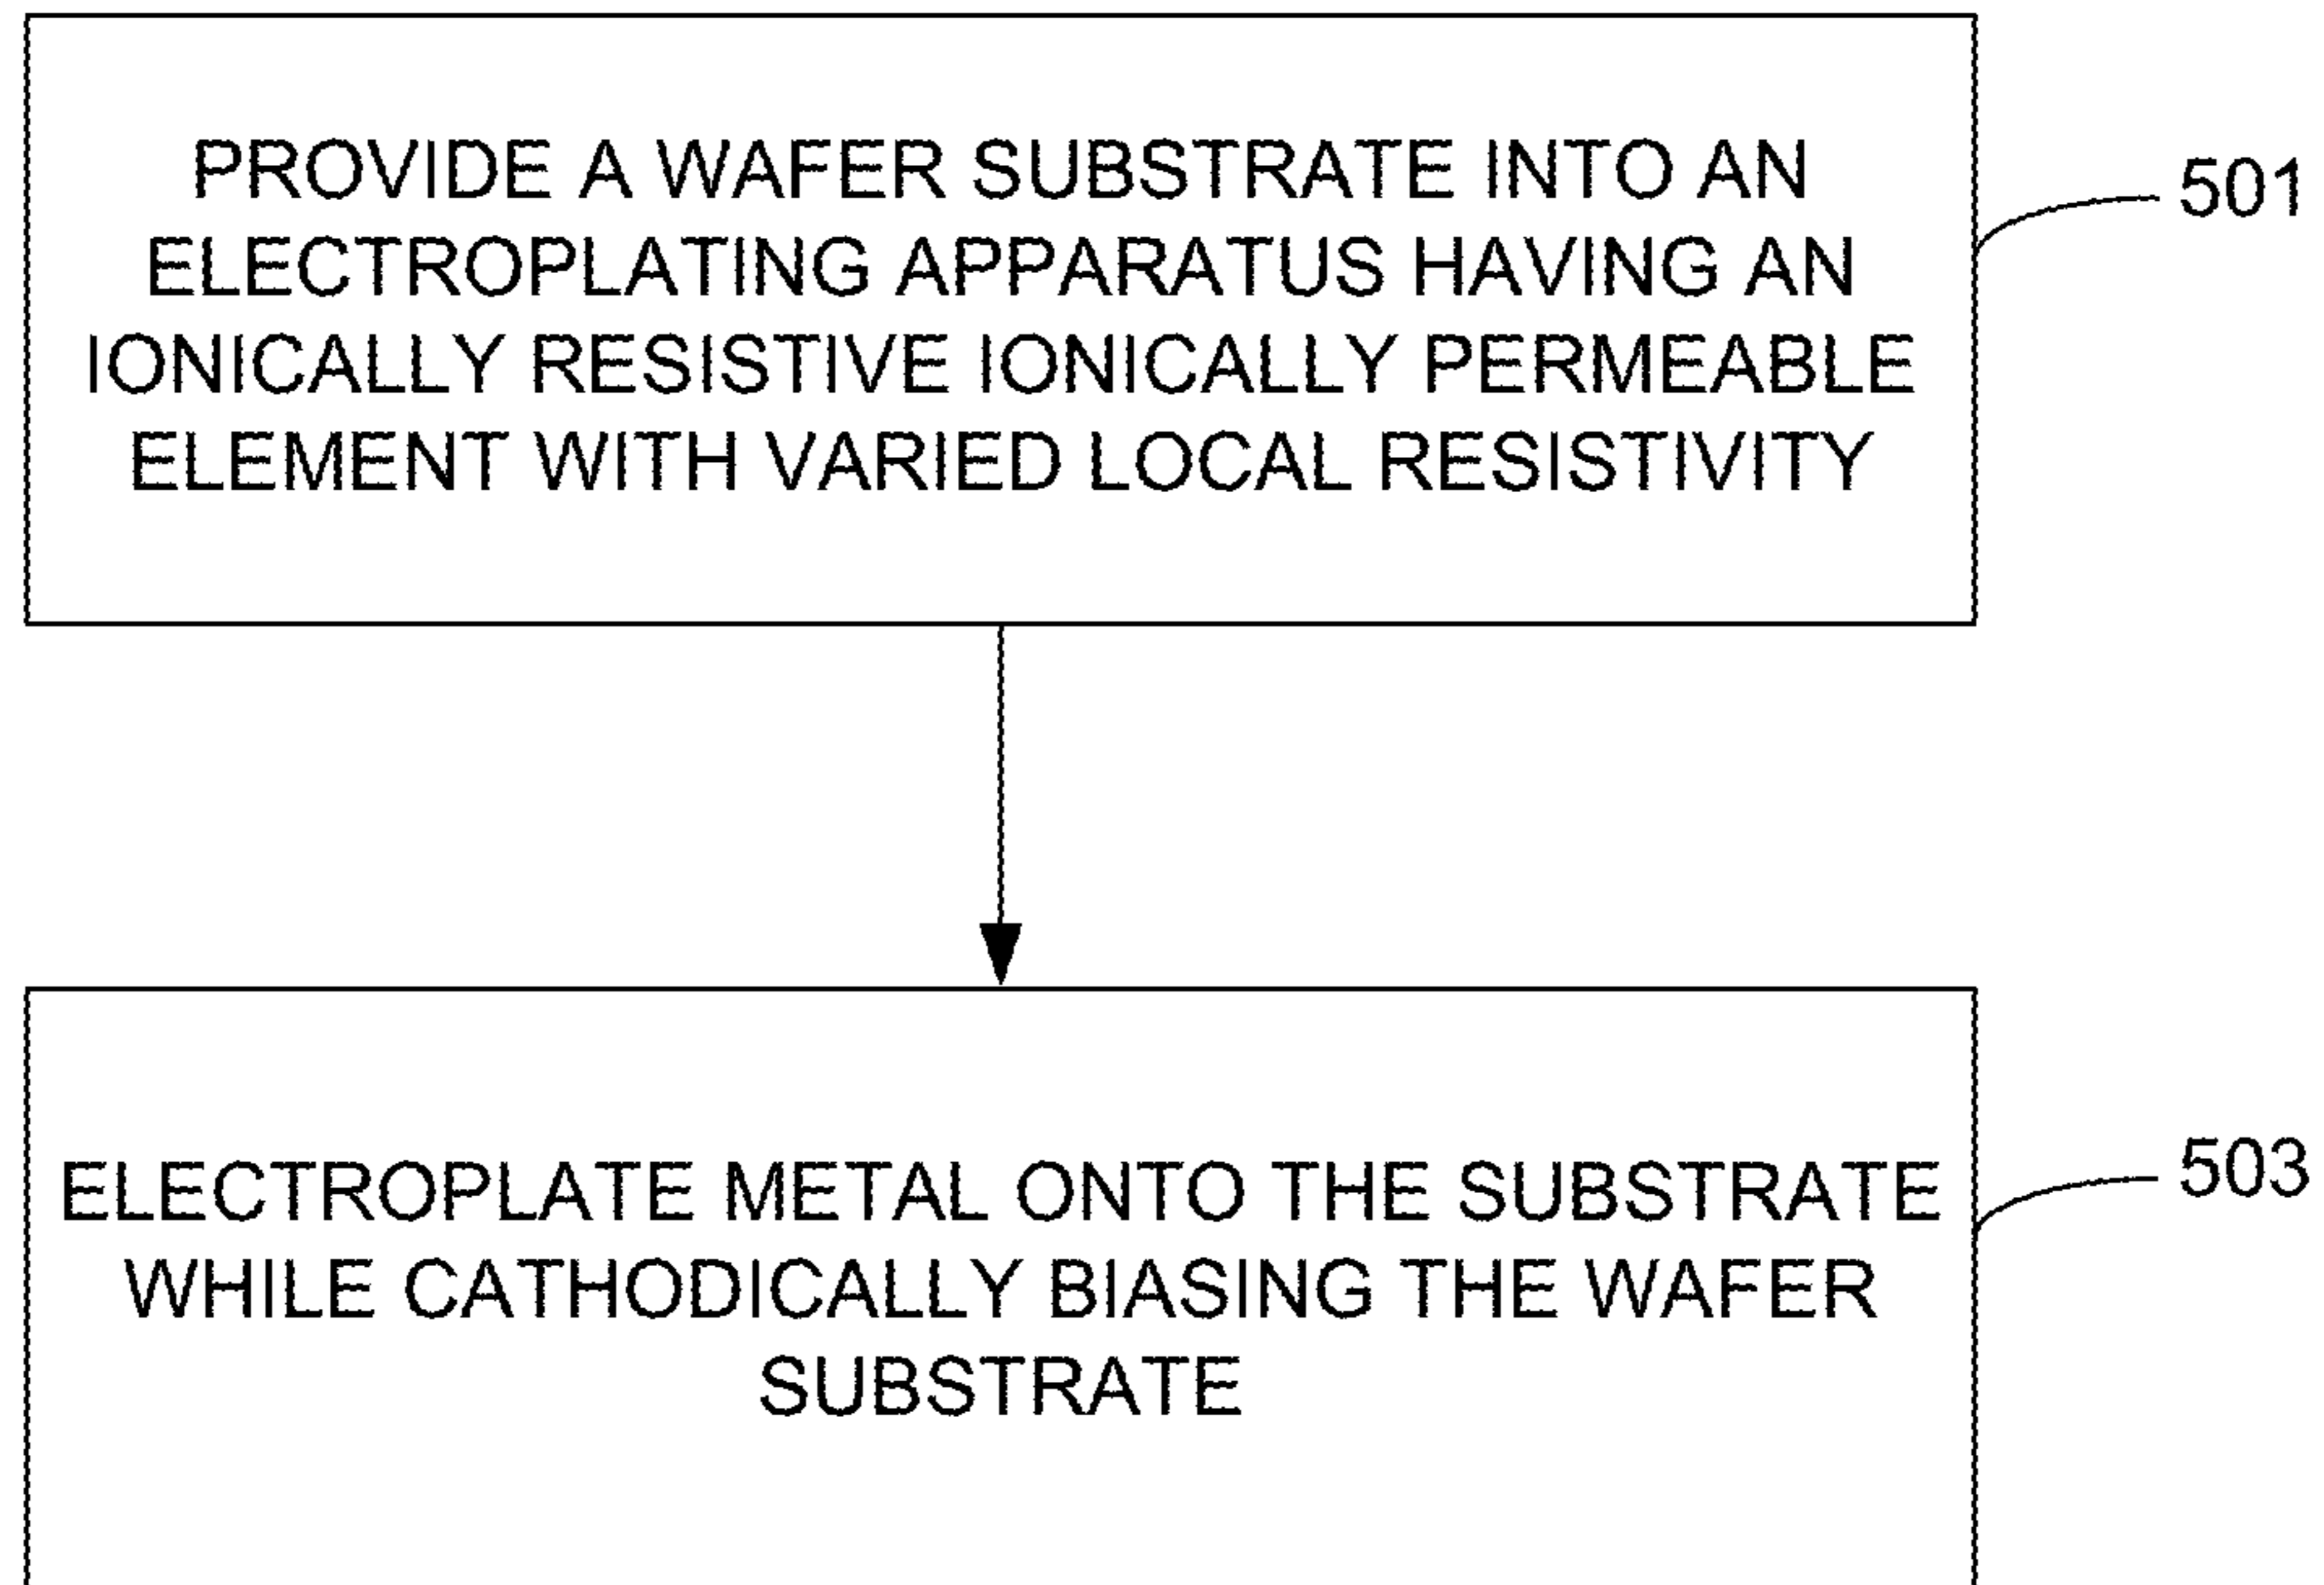 PROVIDE A WAFER SUBSTRATE INTO AN
ELECTROPLATING APPARATUS HAVING AN
IONICALLY RESISTIVE IONICALLY PERMEABLE
ELEMENT WITH VARIED LOCAL RESISTIVITY
501
ELECTROPLATE METAL ONTO THE SUBSTRATE
WHILE CATHODICALLY BIASING THE WAFER
SUBSTRATE
503